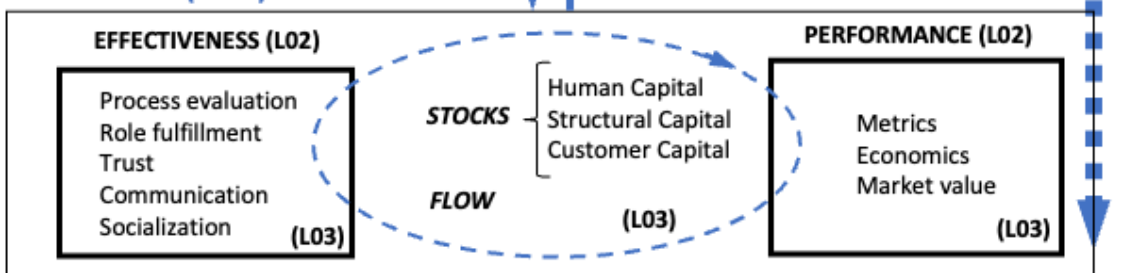 EFFECTIVENESS (L02)
Process evaluation
Role fulfillment
Trust
Communication
Socialization
(L03)
STOCKS
Human Capital
Structural Capital
Customer Capital
FLOW
(L03)
PERFORMANCE (L02)
Metrics
Economics
Market value
(L03)